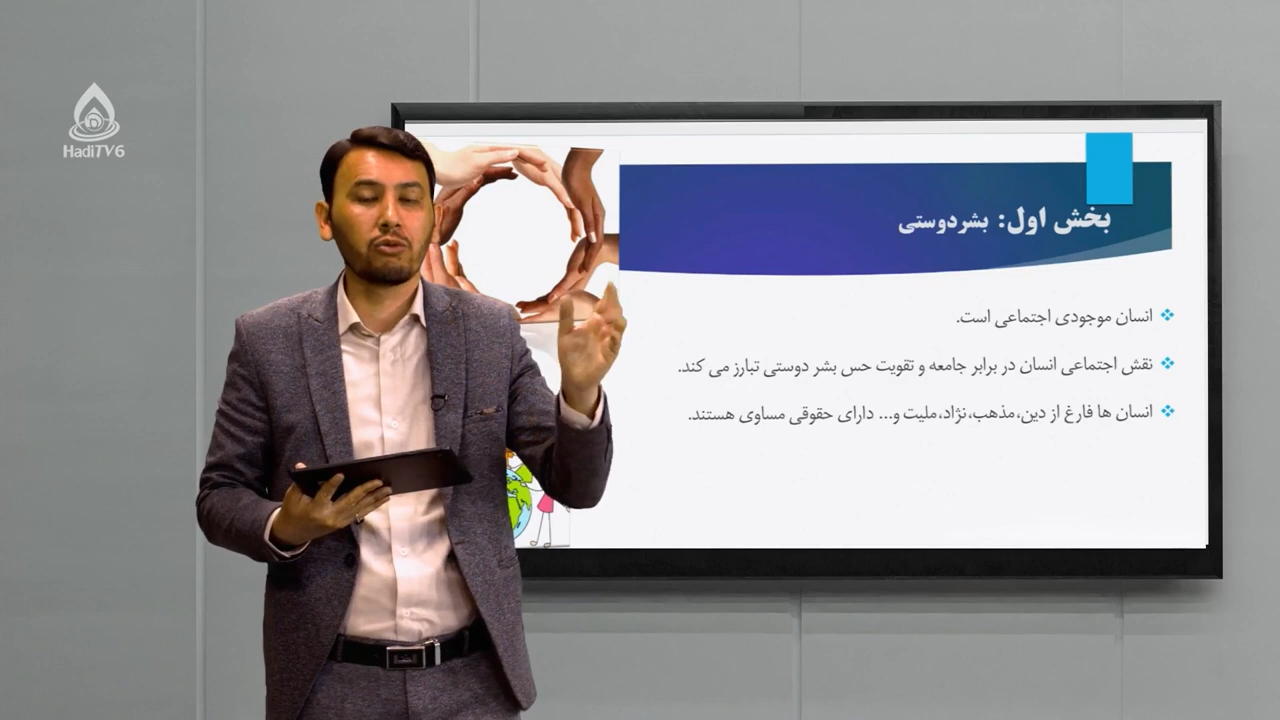 HadiTV6
بخش اول: بشردوستی
انسان موجودی اجتماعی است.
نقش اجتماعی انسان در برابر جامعه و تقویت حس بشر دوستی تبارز می کند.
انسان ها فارغ از دین،مذهب،نژاد،ملیت و... دارای حقوقی مساوی هستند.